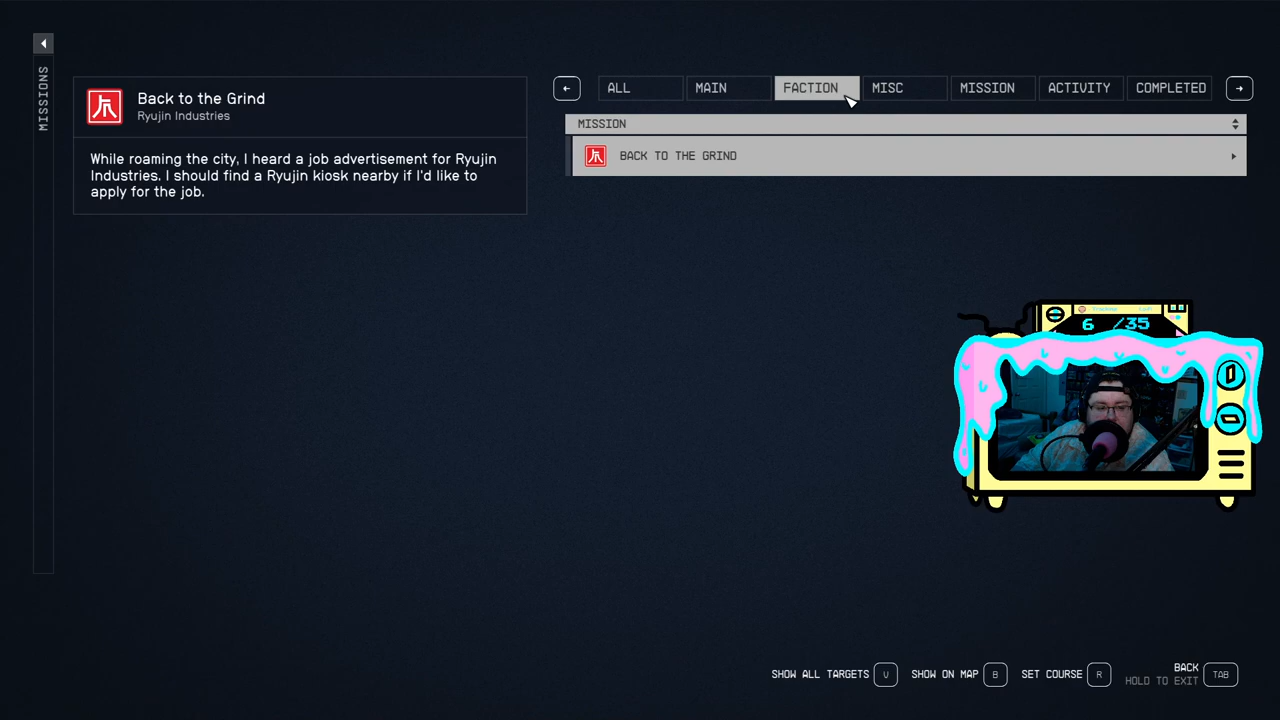 MISSIONS
Back to the Grind
Ryujin Industries
While roaming the city, I heard a job advertisement for Ryujin
Industries. I should find a Ryujin kiosk nearby if I'd like to
apply for the job.
ALL
MAIN
FACTION
MISC
MISSION
ACTIVITY
COMPLETED
MISSION
BACK TO THE GRIND
6 /35
SHOW ALL TARGETS V
SHOW ON MAP B
SET COURSE R
BACK
HOLD TO EXIT
TAB